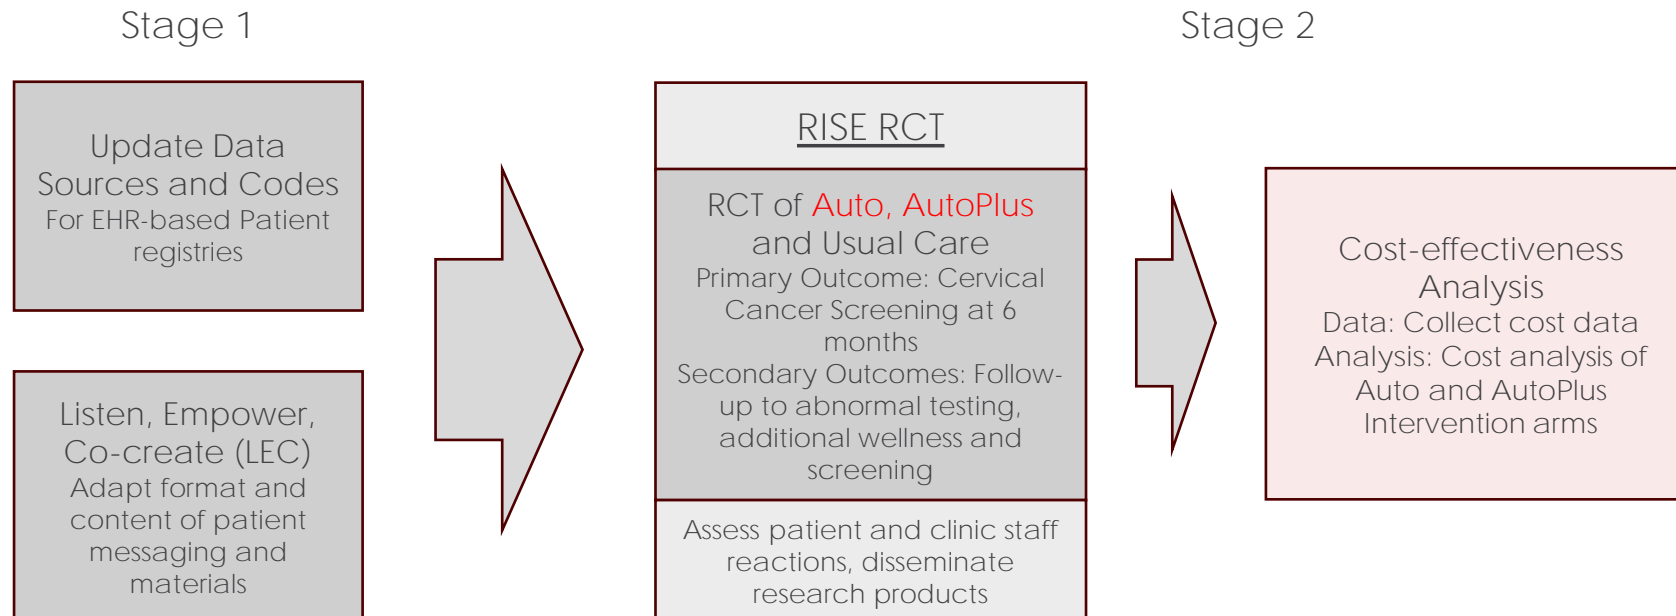 Stage 1
Stage 2
Update Data
Sources and Codes
For EHR-based Patient
registries
Listen, Empower,
Co-create (LEC)
Adapt format and
content of patient
messaging and
materials
RISE RCT
RCT of Auto, AutoPlus
and Usual Care
Primary Outcome: Cervical
Cancer Screening at 6
months
Secondary Outcomes: Follow-
up to abnormal testing,
additional wellness and
screening
Assess patient and clinic staff
reactions, disseminate
research products
Cost-effectiveness
Analysis
Data: Collect cost data
Analysis: Cost analysis of
Auto and AutoPlus
Intervention arms